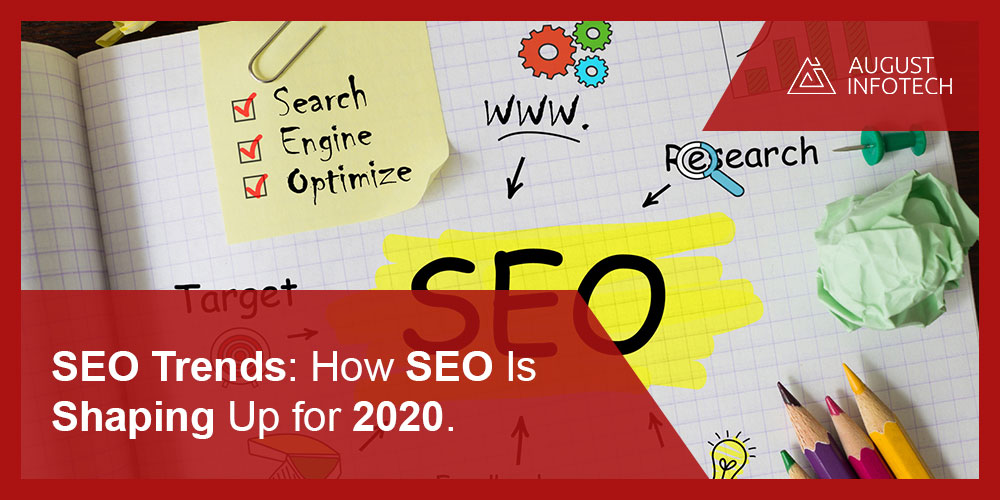 Search
Engine
Optimize
www.
Research
AUGUST
INFOTECH
SEO
Target
SEO Trends: How SEO Is
Shaping Up for 2020.